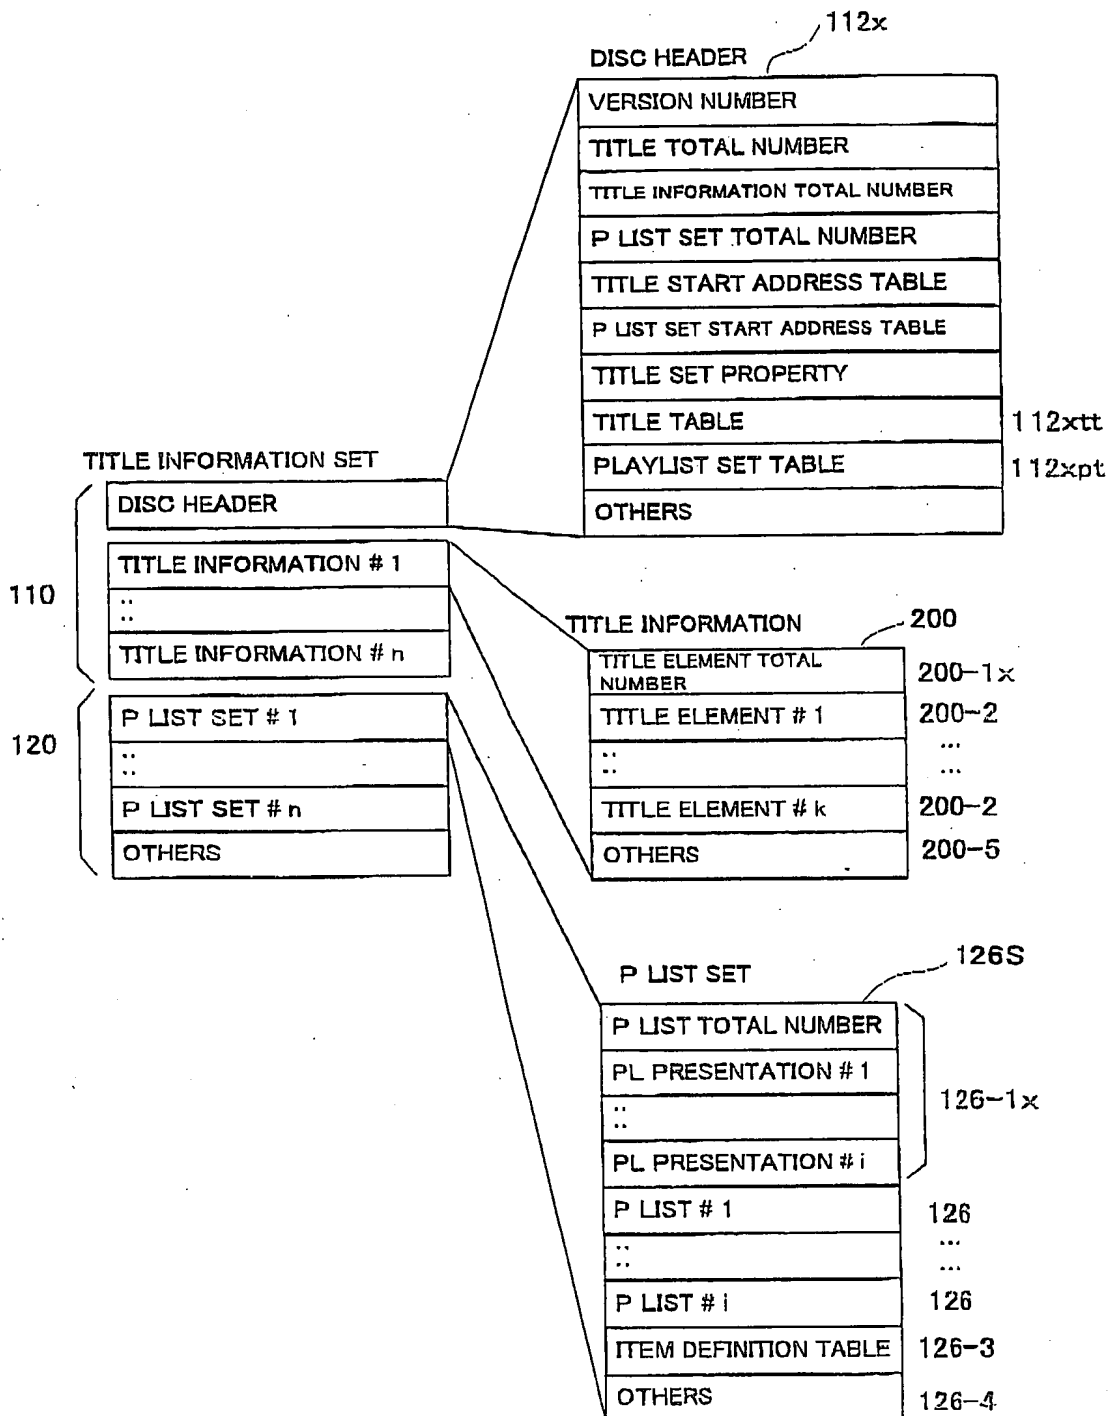 112x
DISC HEADER
VERSION NUMBER
TITLE TOTAL NUMBER
TITLE INFORMATION TOTAL NUMBER
P LIST SET TOTAL NUMBER
TITLE START ADDRESS TABLE
P LIST SET START ADDRESS TABLE
TITLE SET PROPERTY
TITLE TABLE 112xtt
PLAYLIST SET TABLE 112xpt
OTHERS
TITLE INFORMATION SET
DISC HEADER
110
TITLE INFORMATION # 1
::
TITLE INFORMATION # n
120
P LIST SET # 1
::
P LIST SET # n
OTHERS
TITLE INFORMATION 200
TITLE ELEMENT TOTAL
NUMBER 200-1x
TITLE ELEMENT # 1 200-2
:: ...
...
TITLE ELEMENT # k 200-2
OTHERS 200-5
P LIST SET 126S
P LIST TOTAL NUMBER
PL PRESENTATION # 1
::
PL PRESENTATION # i
126-1x
P LIST # 1 126
:: ...
...
P LIST # i 126
ITEM DEFINITION TABLE 126-3
OTHERS 126-4